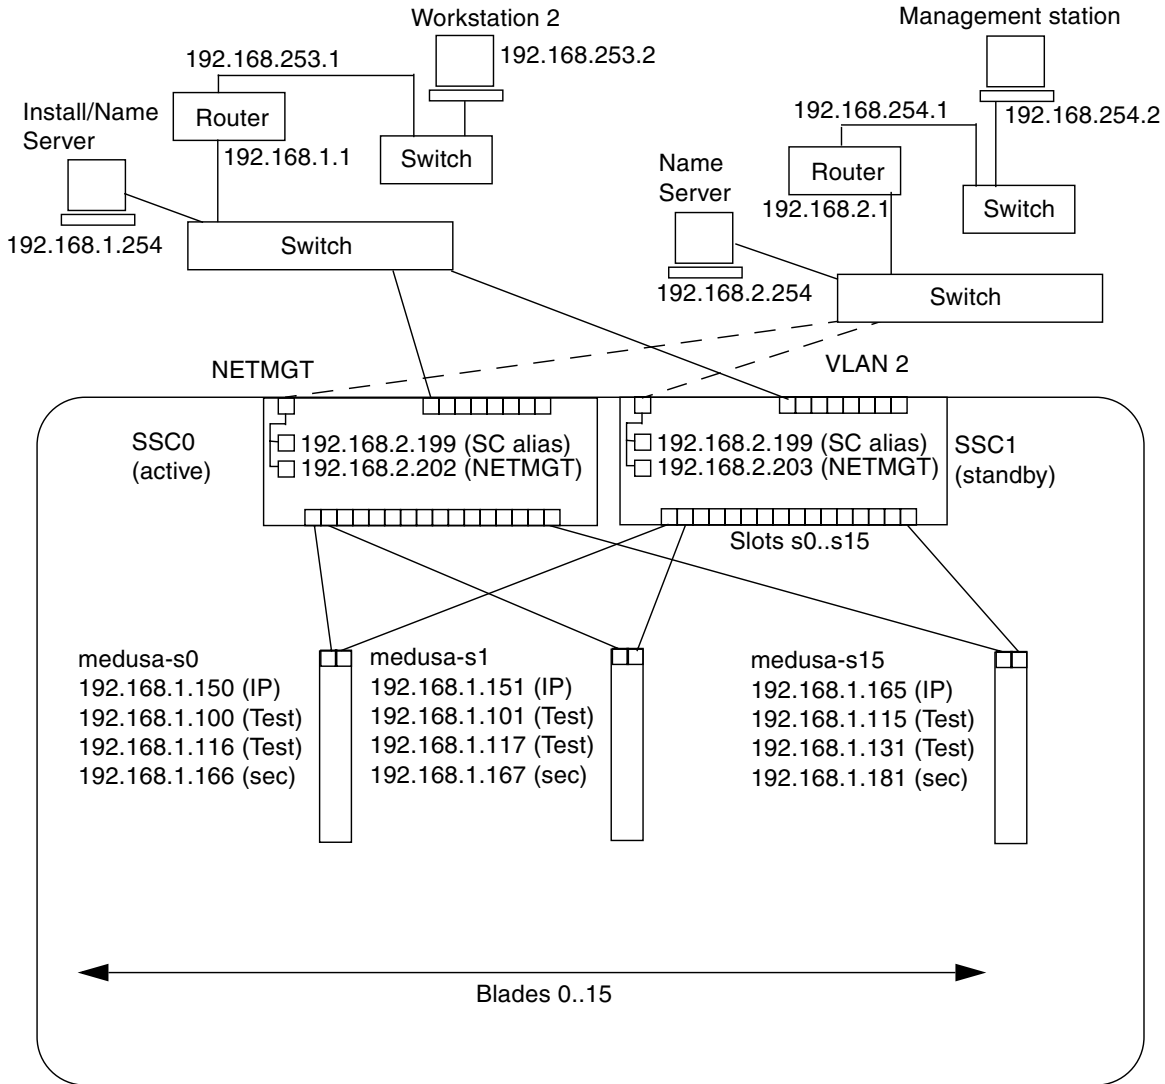 Workstation 2
Management station
192.168.253.1
192.168.253.2
Install/Name
Server
Router
192.168.254.1
192.168.254.2
192.168.1.1
Switch
Name
Server
Router
192.168.2.1
Switch
192.168.1.254
Switch
192.168.2.254
Switch
NETMGT
VLAN 2
SSC0
(active)
192.168.2.199 (SC alias)
192.168.2.202 (NETMGT)
192.168.2.199 (SC alias)
192.168.2.203 (NETMGT)
SSC1
(standby)
Slots s0..s15
medusa-s0
192.168.1.150 (IP)
192.168.1.100 (Test)
192.168.1.116 (Test)
192.168.1.166 (sec)
medusa-s1
192.168.1.151 (IP)
192.168.1.101 (Test)
192.168.1.117 (Test)
192.168.1.167 (sec)
medusa-s15
192.168.1.165 (IP)
192.168.1.115 (Test)
192.168.1.131 (Test)
192.168.1.181 (sec)
Blades 0..15